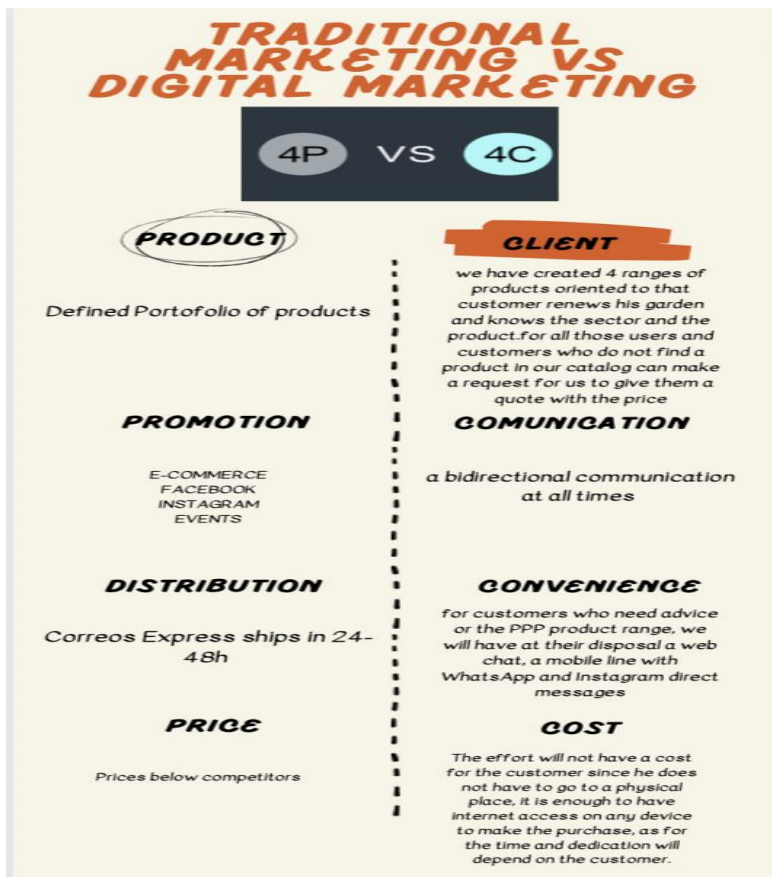 TRADITIONAL
MARKETING VS
DIGITAL MARKETING
4P VS 4C
PRODUCT
Defined Portofolio of products
CLIENT
we have created 4 ranges of
products oriented to that
customer renews his garden
and knows the sector and the
product.for all those users and
customers who do not find a
product in our catalog can make
a request for us to give them a
quote with the price
PROMOTION
E-COMMERCE
FACEBOOK
INSTAGRAM
EVENTS
COMUNICATION
a bidirectional communication
at all times
DISTRIBUTION
Correos Express ships in 24-
48h
CONVENIENCE
for customers who need advice
or the PPP product range, we
will have at their disposal a web
chat, a mobile line with
WhatsApp and Instagram direct
messages
PRICE
Prices below competitors
COST
The effort will not have a cost
for the customer since he does
not have to go to a physical
place, it is enough to have
internet access on any device
to make the purchase, as for
the time and dedication will
depend on the customer.